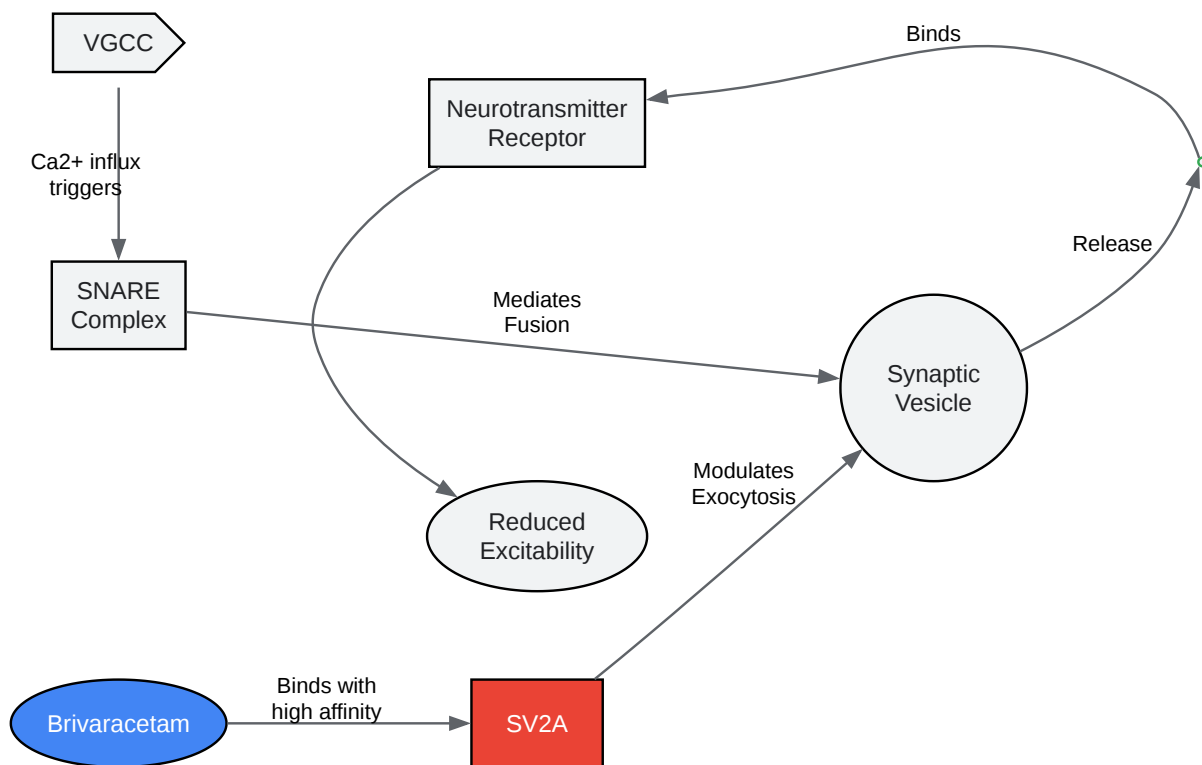 VGCC
Binds
Neurotransmitter
Receptor
Ca2+ influx
triggers
Release
SNARE
Complex
Mediates
Fusion
Synaptic
Vesicle
Modulates
Exocytosis
Reduced
Excitability
Brivaracetam
Binds with
high affinity
SV2A